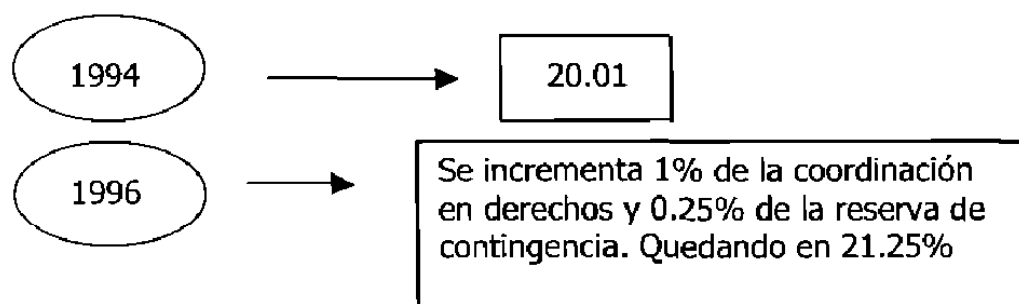 1994
20.01
1996
Se incrementa 1% de la coordinación
en derechos y 0.25% de la reserva de
contingencia. Quedando en 21.25%